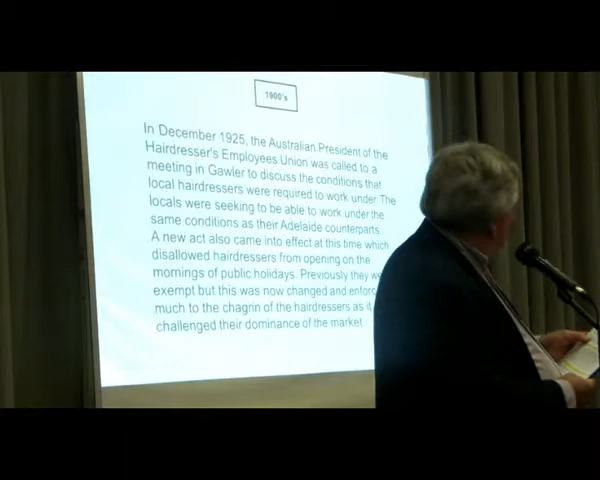 1900's
In December 1925, the Australian President of the
Hairdresser's Employees Union was called to a
meeting in Gawler to discuss the conditions that
local hairdressers were required to work under. The
locals were seeking to be able to work under the
same conditions as their Adelaide counterparts.
A new act also came into effect at this time which
disallowed hairdressers from opening on the
mornings of public holidays. Previously they we
exempt but this was now changed and enforc
much to the chagrin of the hairdressers as it
challenged their dominance of the market